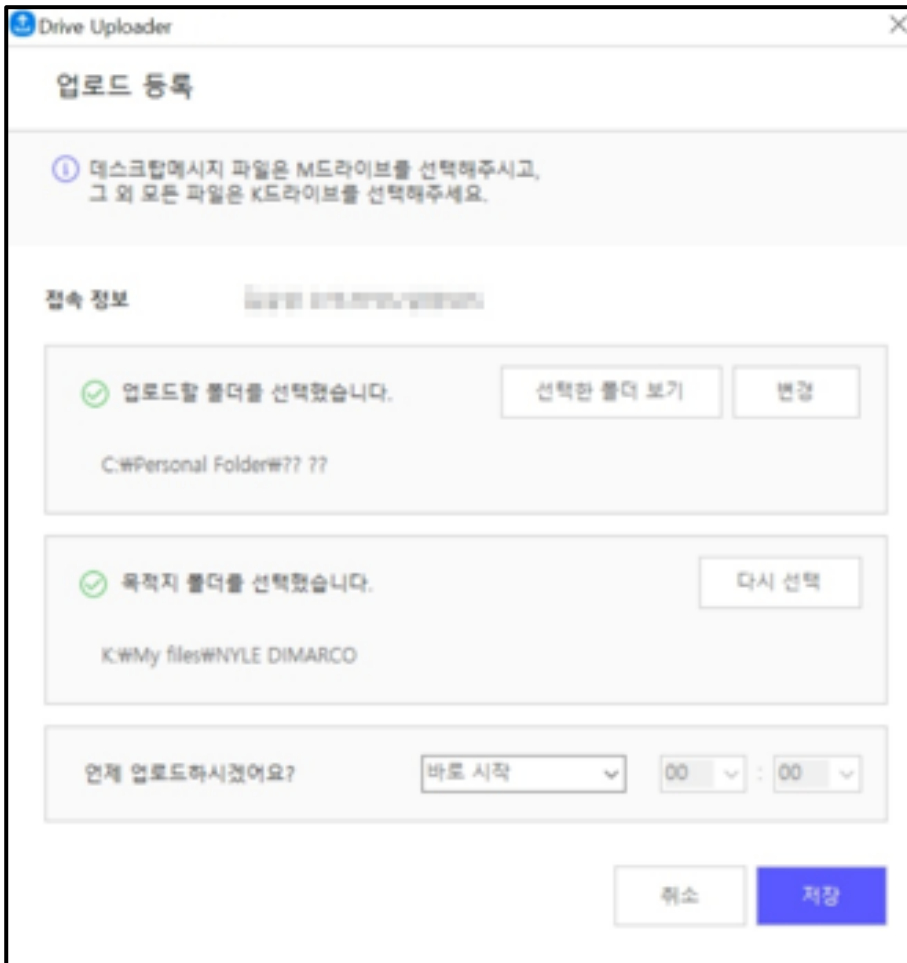 Drive Uploader
업로드 등록
데스크탑메시지 파일은 M드라이브를 선택해주시고,
그 외 모든 파일은 K드라이브를 선택해주세요.
접속 정보
업로드할 폴더를 선택했습니다. 선택한 폴더 보기 변경
C:₩Personal Folder₩?? ??
목적지 폴더를 선택했습니다. 다시 선택
K:₩My files₩NYLE DIMARCO
언제 업로드하시겠어요? 바로 시작 00 : 00
취소 저장